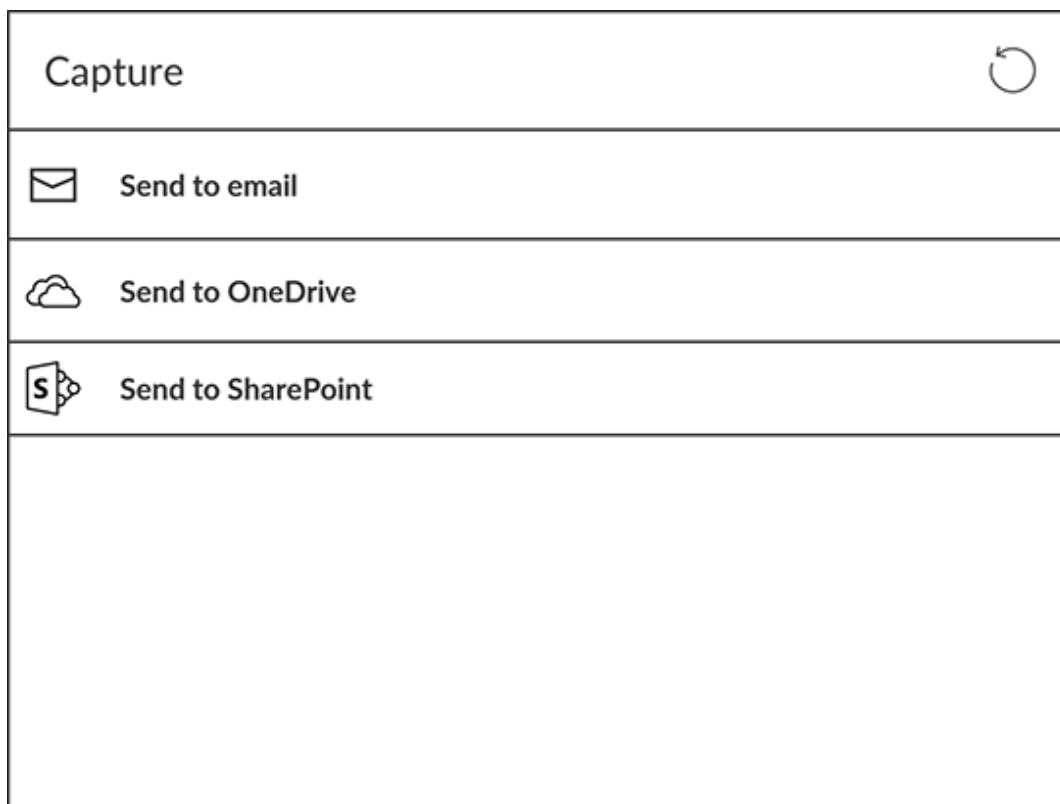 Capture
Send to email
Send to OneDrive
S
Send to SharePoint